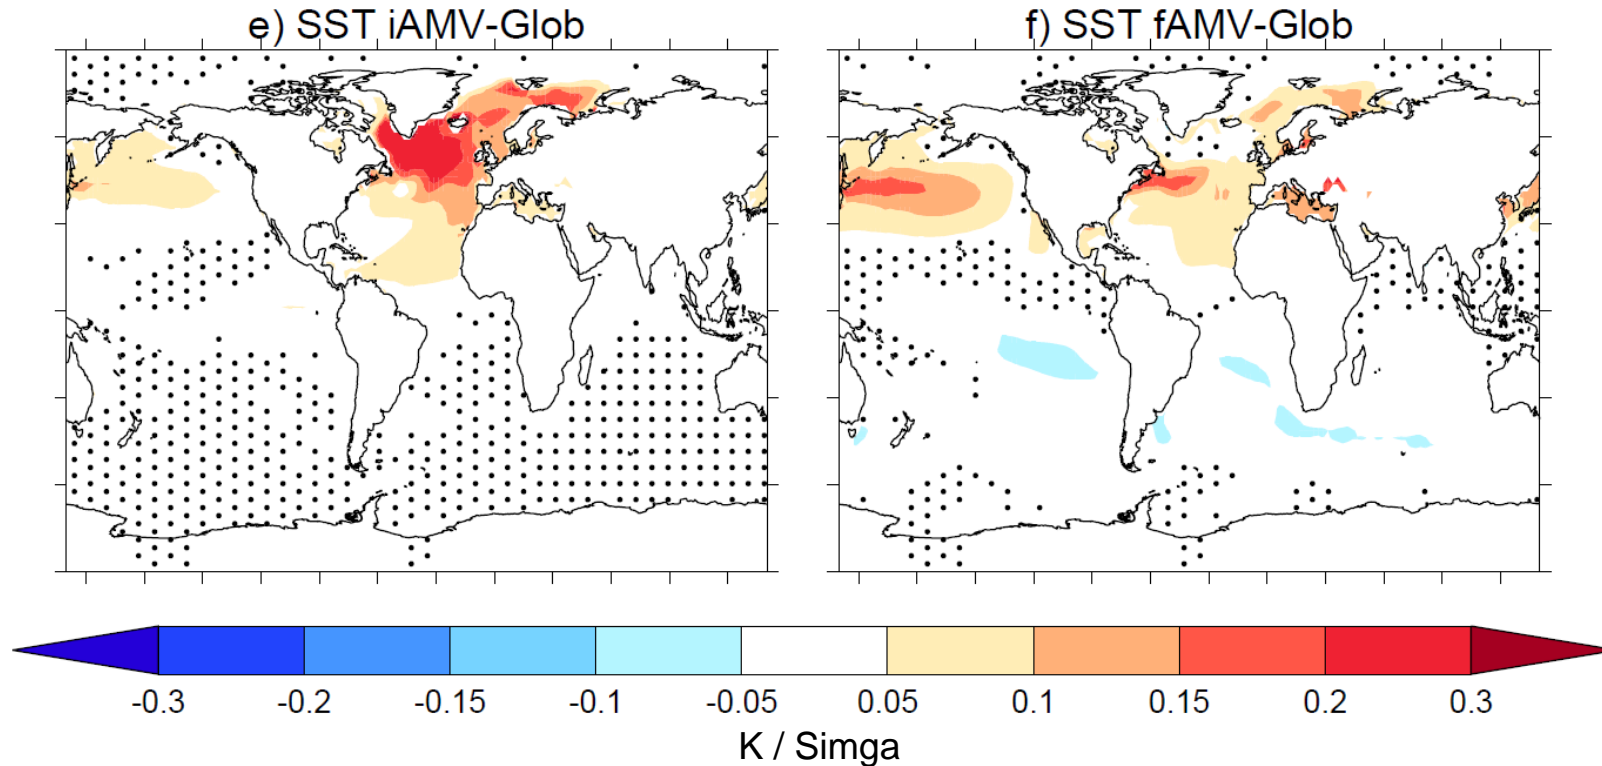 e) SST iAMV-Glob
f) SST fAMV-Glob
-0.3 -0.2 -0.15 -0.1 -0.05 0.05 0.1 0.15 0.2 0.3
K / Simga